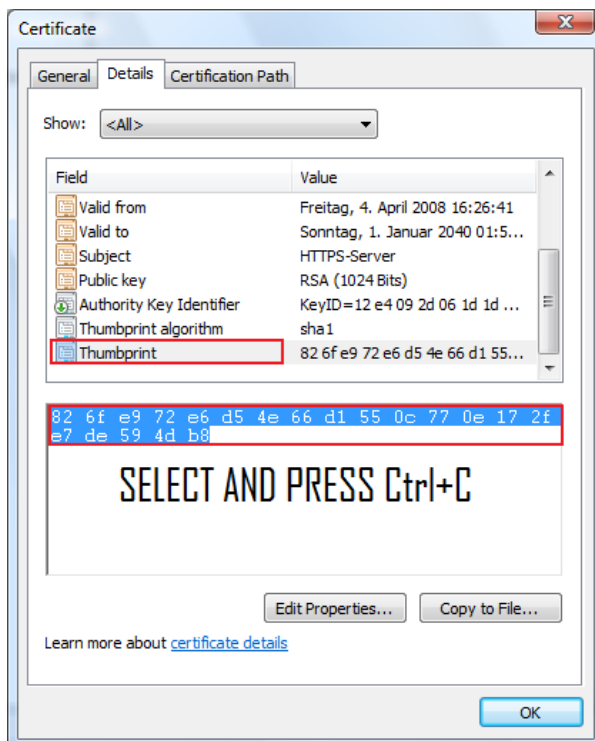 Certificate
General Details Certification Path
Show: <All>
Field Value
Valid from Freitag, 4. April 2008 16:26:41
Valid to Sonntag, 1. Januar 2040 01:5...
Subject HTTPS-Server
Public key RSA (1024 Bits)
Authority Key Identifier KeyID=12 e4 09 2d 06 1d 1d ...
Thumbprint algorithm sha1
Thumbprint 82 6f e9 72 e6 d5 4e 66 d1 55...
82 6f e9 72 e6 d5 4e 66 d1 55 0c 77 0e 17 2f
e7 de 59 4d b8
SELECT AND PRESS Ctrl+C
Edit Properties... Copy to File...
Learn more about certificate details
OK